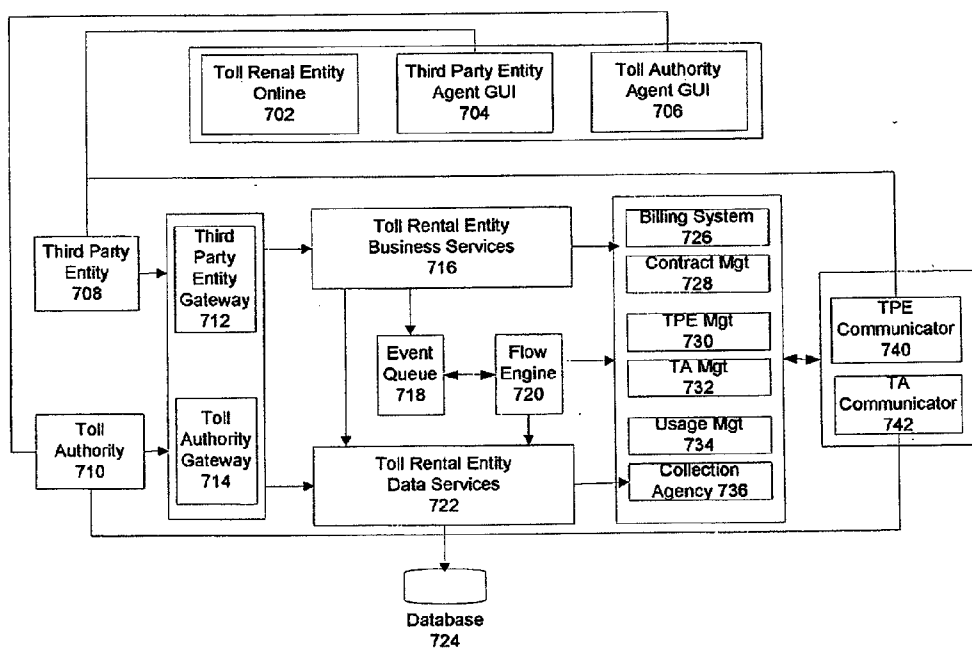 Toll Renal Entity
Online
702
Third Party Entity
Agent GUI
704
Toll Authority
Agent GUI
706
Third Party
Entity
708
Third
Party
Entity
Gateway
712
Toll Rental Entity
Business Services
716
Billing System
726
Contract Mgt
728
TPE Mgt
730
TA Mgt
732
Usage Mgt
734
Collection
Agency 736
TPE
Communicator
740
TA
Communicator
742
Event
Queue
718
Flow
Engine
720
Toll
Authority
710
Toll
Authority
Gateway
714
Toll Rental Entity
Data Services
722
Database
724